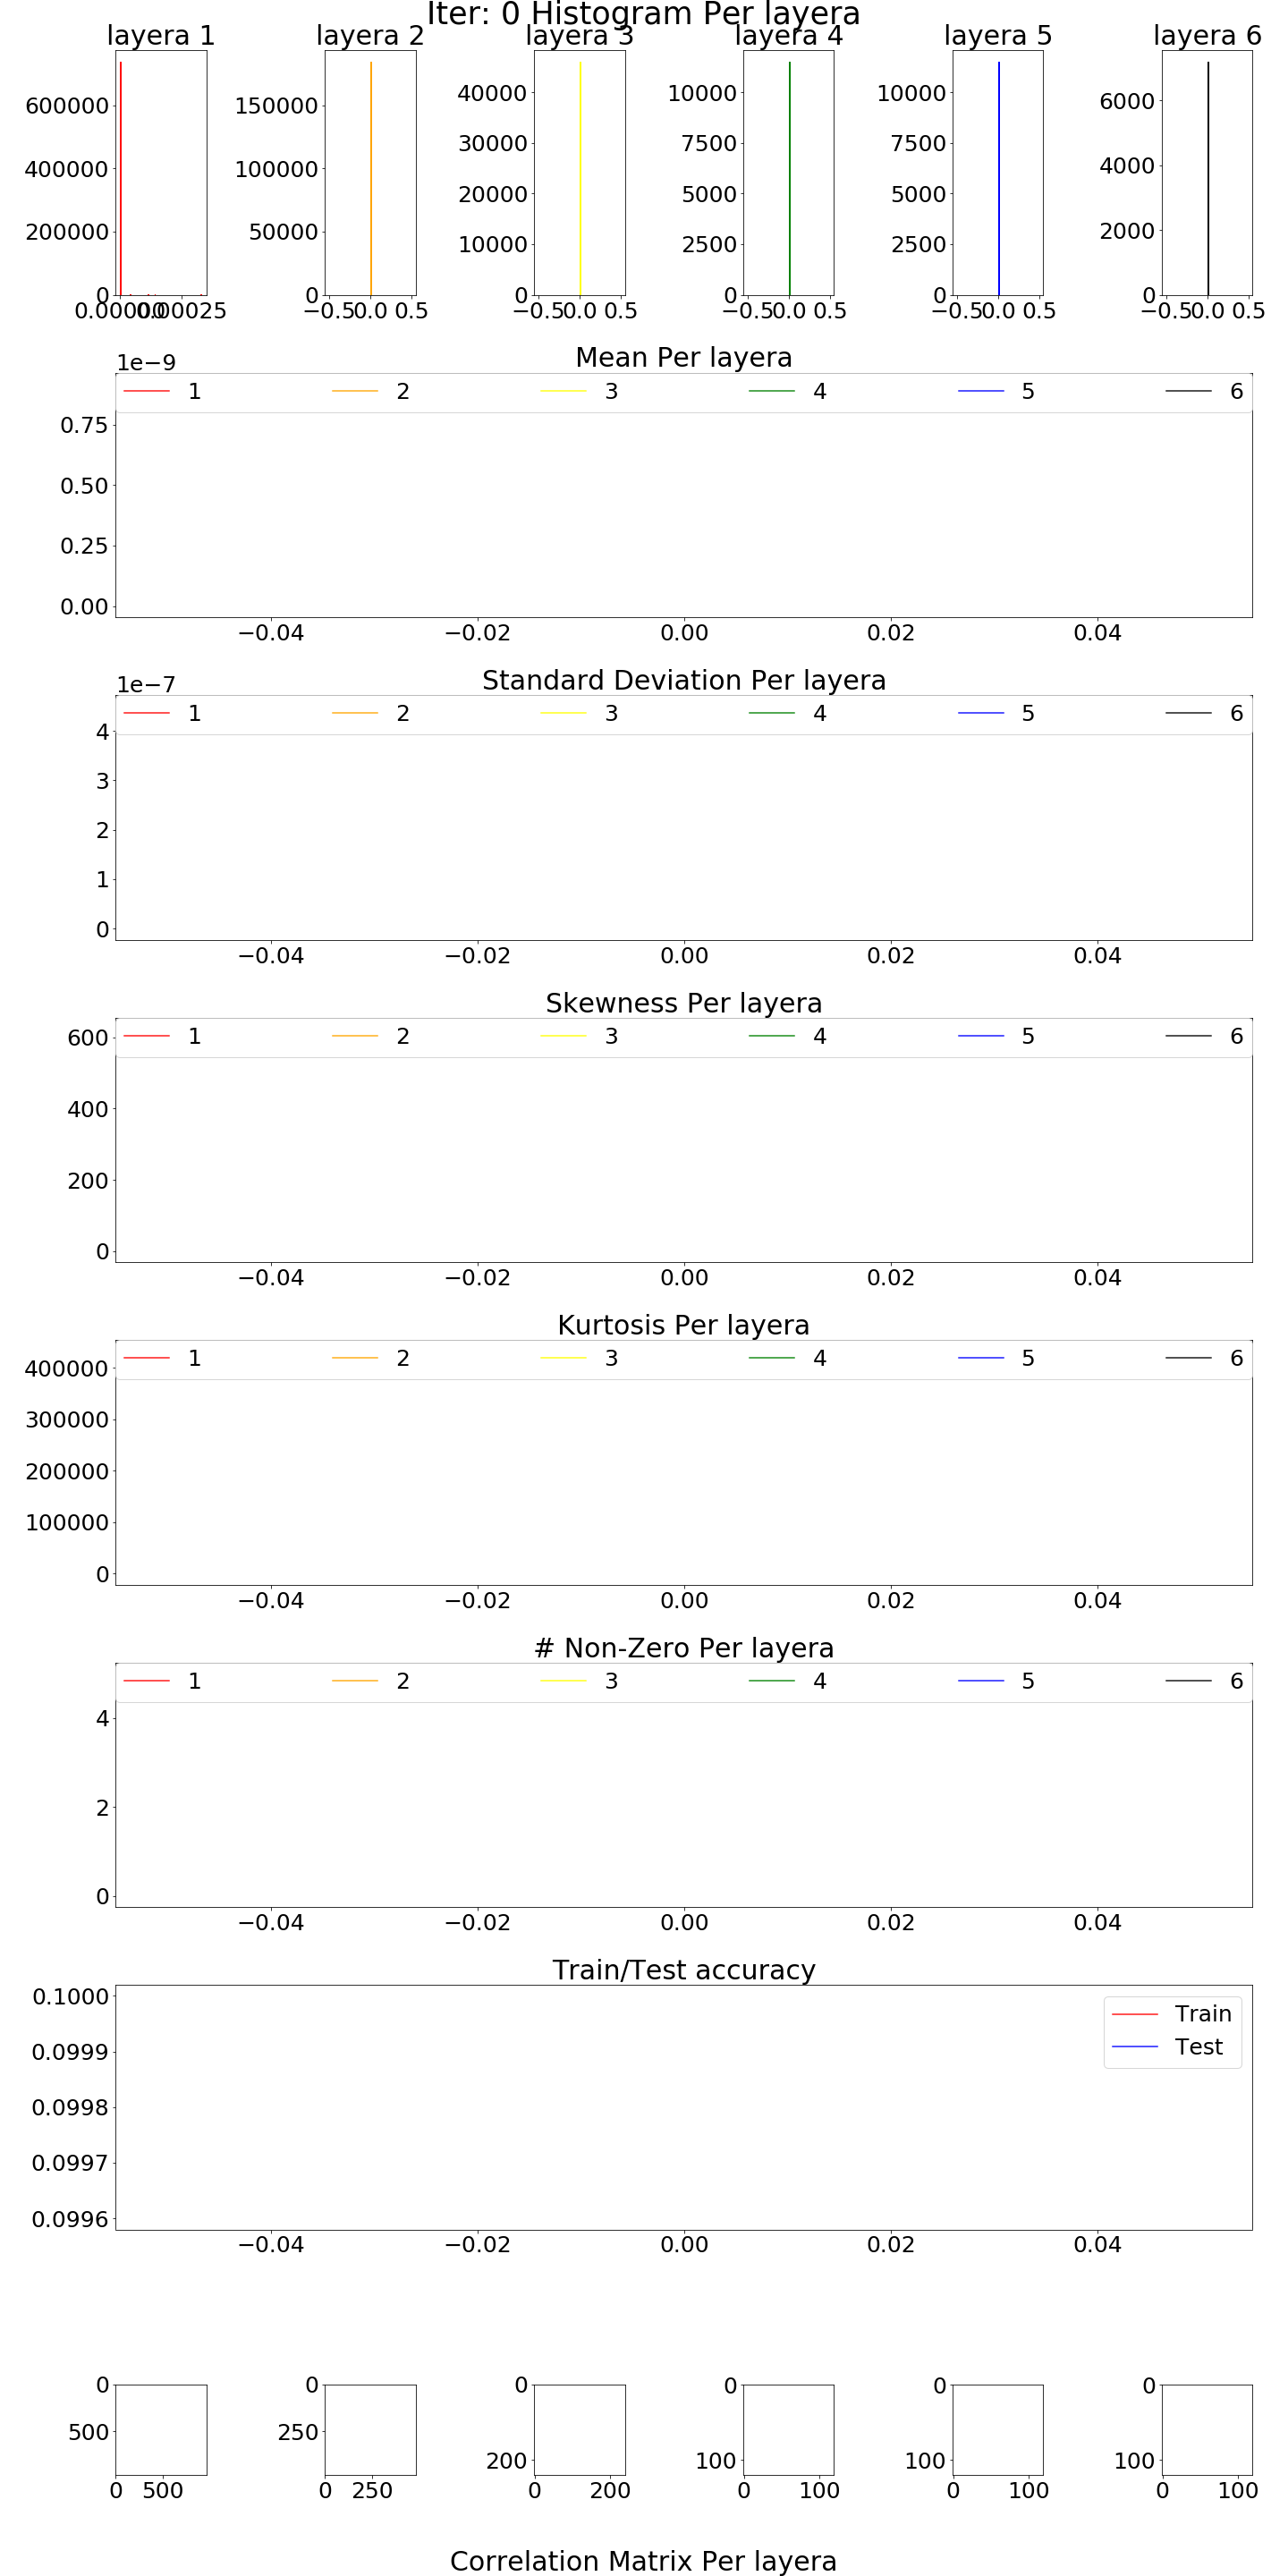 Iter: 0 Histogram Per layera
layera 1 layera 2 layera 3 layera 4 layera 5 layera 6
600000 400000 200000 0
0.00000 0.00025
150000 100000 50000 0
−0.5 0.0 0.5
40000 30000 20000 10000 0
−0.5 0.0 0.5
10000 7500 5000 2500 0
−0.5 0.0 0.5
10000 7500 5000 2500 0
−0.5 0.0 0.5
6000 4000 2000 0
−0.5 0.0 0.5
Mean Per layera
1e−9
1 2 3 4 5 6
0.75
0.50
0.25
0.00
−0.04 −0.02 0.00 0.02 0.04
Standard Deviation Per layera
1e−7
1 2 3 4 5 6
4
3
2
1
0
−0.04 −0.02 0.00 0.02 0.04
Skewness Per layera
1 2 3 4 5 6
600
400
200
0
−0.04 −0.02 0.00 0.02 0.04
Kurtosis Per layera
1 2 3 4 5 6
400000
300000
200000
100000
0
−0.04 −0.02 0.00 0.02 0.04
# Non-Zero Per layera
1 2 3 4 5 6
4
2
0
−0.04 −0.02 0.00 0.02 0.04
Train/Test accuracy
Train
Test
0.1000
0.0999
0.0998
0.0997
0.0996
−0.04 −0.02 0.00 0.02 0.04
0 500
0 500
0 250
0 250
0 200
0 200
0 100
0 100
0 100
0 100
0 100
0 100
Correlation Matrix Per layera